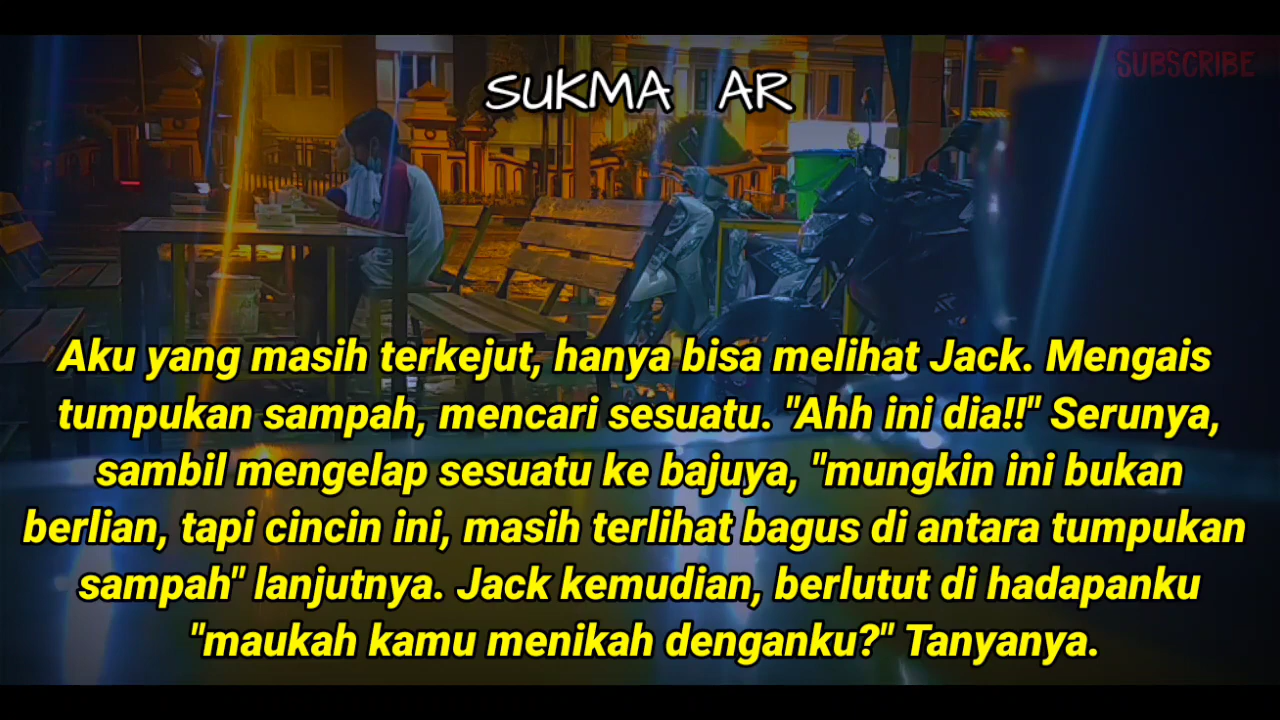 SUBSCRIBE
SUKMA AR
Aku yang masih terkejut, hanya bisa melihat Jack. Mengais
tumpukan sampah, mencari sesuatu. "Ahh ini dia!!" Serunya,
sambil mengelap sesuatu ke bajuya, "mungkin ini bukan
berlian, tapi cincin ini, masih terlihat bagus di antara tumpukan
sampah" lanjutnya. Jack kemudian, berlutut di hadapanku
"maukah kamu menikah denganku?" Tanyanya.